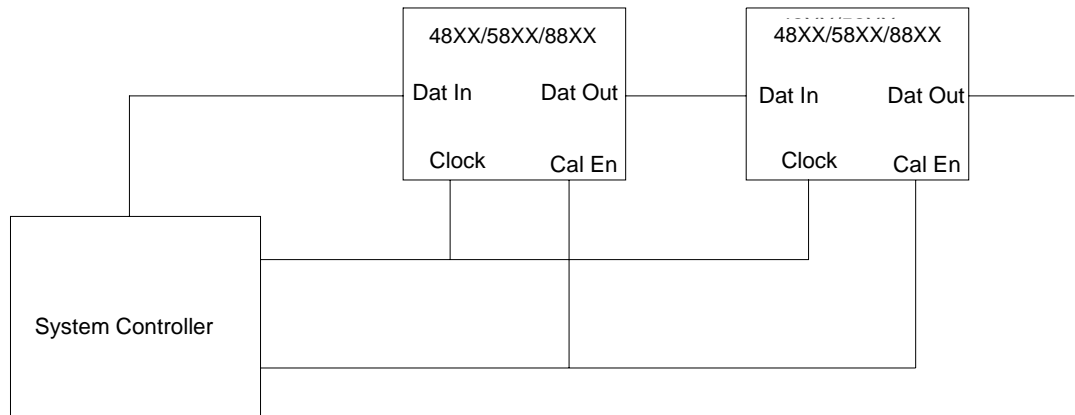 48XX/58XX/88XX
48XX/58XX/88XX
Dat In
Dat Out
Dat In
Dat Out
Clock
Cal En
Clock
Cal En
System Controller